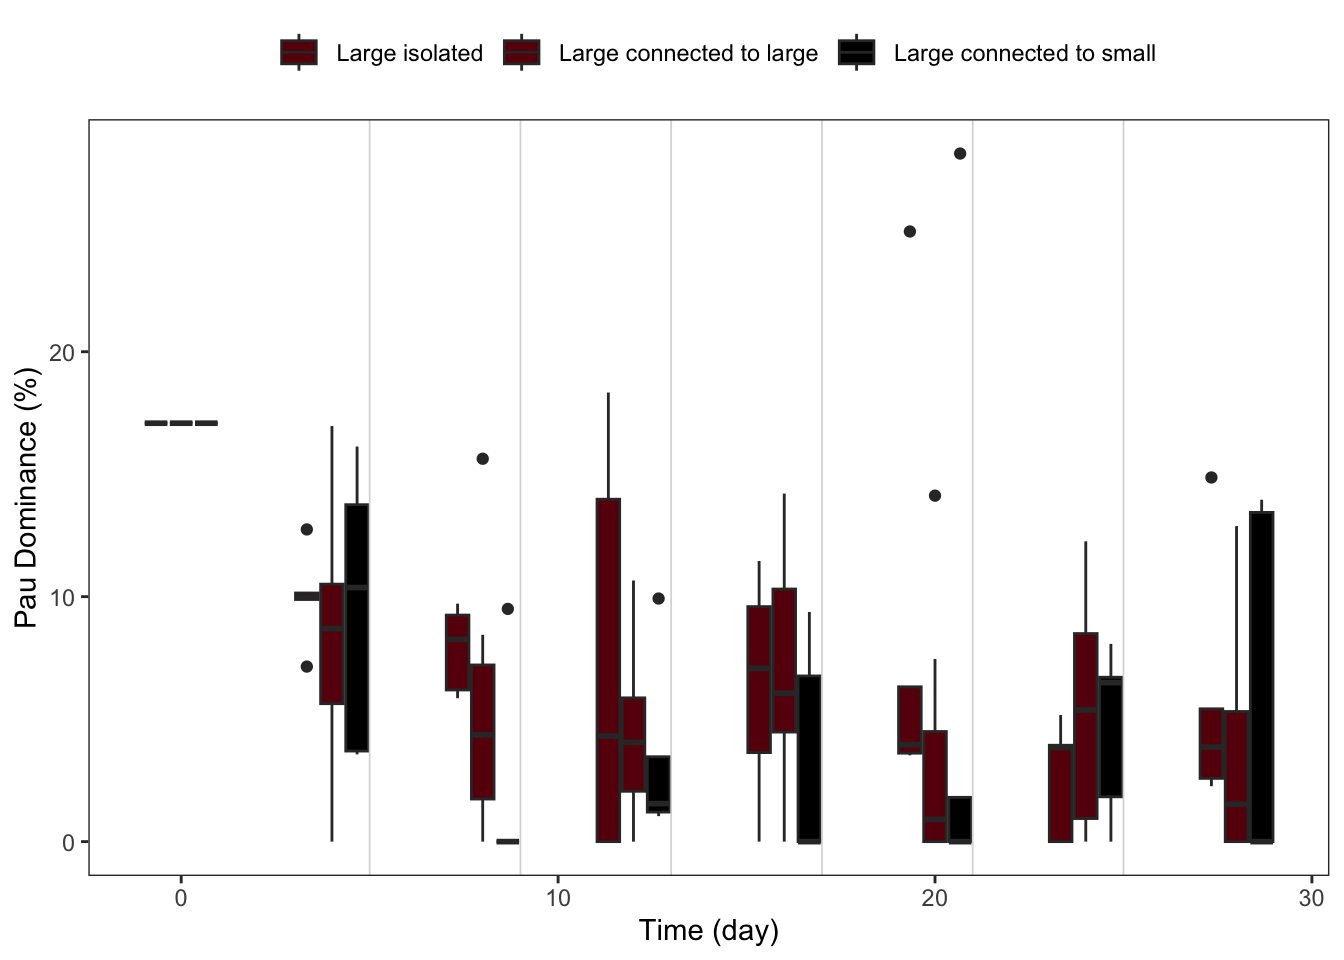 Large isolated Large connected to large Large connected to small
Pau Dominance (%)
20
10
0
0 10 20 30
Time (day)